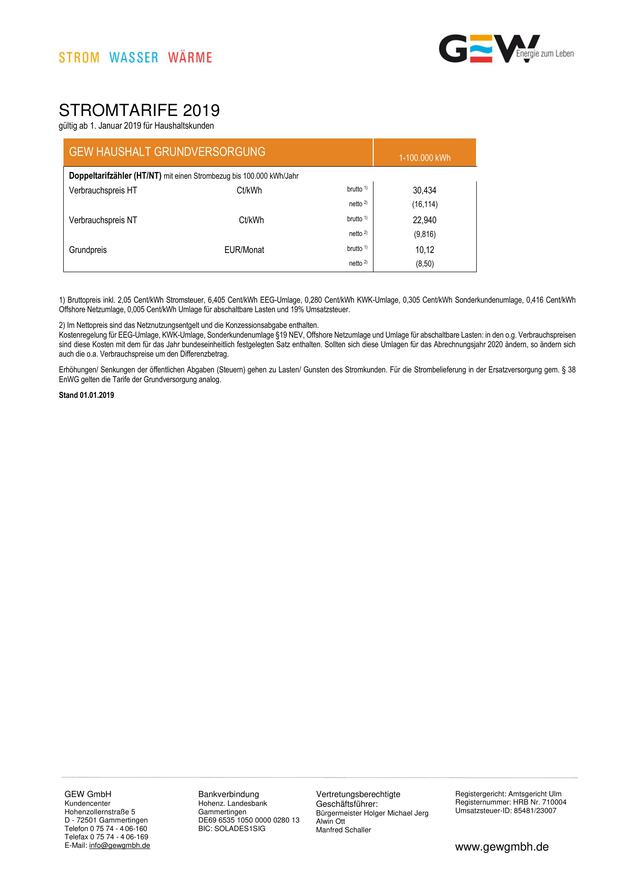 STROM WASSER WÄRME
GEW Energie zum Leben
STROMTARIFE 2019
gültig ab 1. Januar 2019 für Haushaltskunden
GEW HAUSHALT GRUNDVERSORGUNG 1-100.000 kWh
Doppeltarifzähler (HT/NT) mit einen Strombezug bis 100.000 kWh/Jahr
Verbrauchspreis HT Ct/kWh brutto 1) 30,434
netto 2) (16,114)
Verbrauchspreis NT Ct/kWh brutto 1) 22,940
netto 2) (9,816)
Grundpreis EUR/Monat brutto 1) 10,12
netto 2) (8,50)
1) Bruttopreis inkl. 2,05 Cent/kWh Stromsteuer, 6,405 Cent/kWh EEG-Umlage, 0,280 Cent/kWh KWK-Umlage, 0,305 Cent/kWh Sonderkundenumlage, 0,416 Cent/kWh
Offshore Netzumlage, 0,005 Cent/kWh Umlage für abschaltbare Lasten und 19% Umsatzsteuer.
2) Im Nettopreis sind das Netznutzungsentgelt und die Konzessionsabgabe enthalten.
Kostenregelung für EEG-Umlage, KWK-Umlage, Sonderkundenumlage §19 NEV, Offshore Netzumlage und Umlage für abschaltbare Lasten: in den o.g. Verbrauchspreisen
sind diese Kosten mit dem für das Jahr bundeseinheitlich festgelegten Satz enthalten. Sollten sich diese Umlagen für das Abrechnungsjahr 2020 ändern, so ändern sich
auch die o.a. Verbrauchspreise um den Differenzbetrag.
Erhöhungen/ Senkungen der öffentlichen Abgaben (Steuern) gehen zu Lasten/ Gunsten des Stromkunden. Für die Strombelieferung in der Ersatzversorgung gem. § 38
EnWG gelten die Tarife der Grundversorgung analog.
Stand 01.01.2019
GEW GmbH
Kundencenter
Hohenzollernstraße 5
D - 72501 Gammertingen
Telefon 0 75 74 - 4 06-160
Telefax 0 75 74 - 4 06-169
E-Mail: info@gewgmbh.de
Bankverbindung
Hohenz. Landesbank
Gammertingen
DE69 6535 1050 0000 0280 13
BIC: SOLADES1SIG
Vertretungsberechtigte
Geschäftsführer:
Bürgermeister Holger Michael Jerg
Alwin Ott
Manfred Schaller
Registergericht: Amtsgericht Ulm
Registernummer: HRB Nr. 710004
Umsatzsteuer-ID: 85481/23007
www.gewgmbh.de